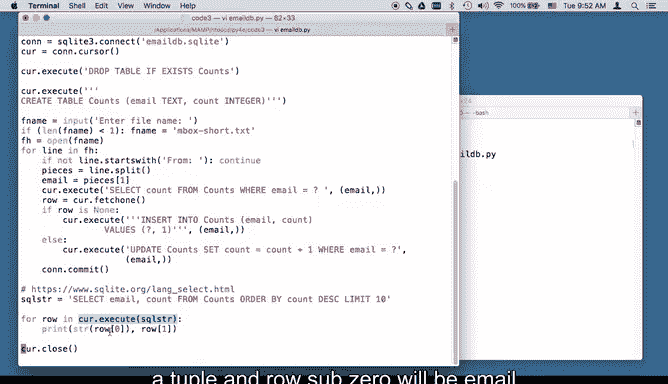 Terminal Shell Edit View Window Help 100% Tue 9:52 AM
code3 — vi emaildb.py — 82×33
/Applications/MAMP/htdocs/py4e/code3 — vi emaildb.py
conn = sqlite3.connect('emaildb.sqlite')
cur = conn.cursor()
cur.execute('DROP TABLE IF EXISTS Counts')
cur.execute('''
CREATE TABLE Counts (email TEXT, count INTEGER)''')
fname = input('Enter file name: ')
if (len(fname) < 1): fname = 'mbox-short.txt'
fh = open(fname)
for line in fh:
    if not line.startswith('From: '): continue
    pieces = line.split()
    email = pieces[1]
    cur.execute('SELECT count FROM Counts WHERE email = ? ', (email,))
    row = cur.fetchone()
    if row is None:
        cur.execute('''INSERT INTO Counts (email, count)
                VALUES (?, 1)''', (email,))
    else:
        cur.execute('UPDATE Counts SET count = count + 1 WHERE email = ?',
                    (email,))
    conn.commit()
# https://www.sqlite.org/lang_select.html
sqlstr = 'SELECT email, count FROM Counts ORDER BY count DESC LIMIT 10'
for row in cur.execute(sqlstr):
    print(str(row[0]), row[1])
cur.close()
— -bash
ildb.py
a tuple and row sub zero will be email